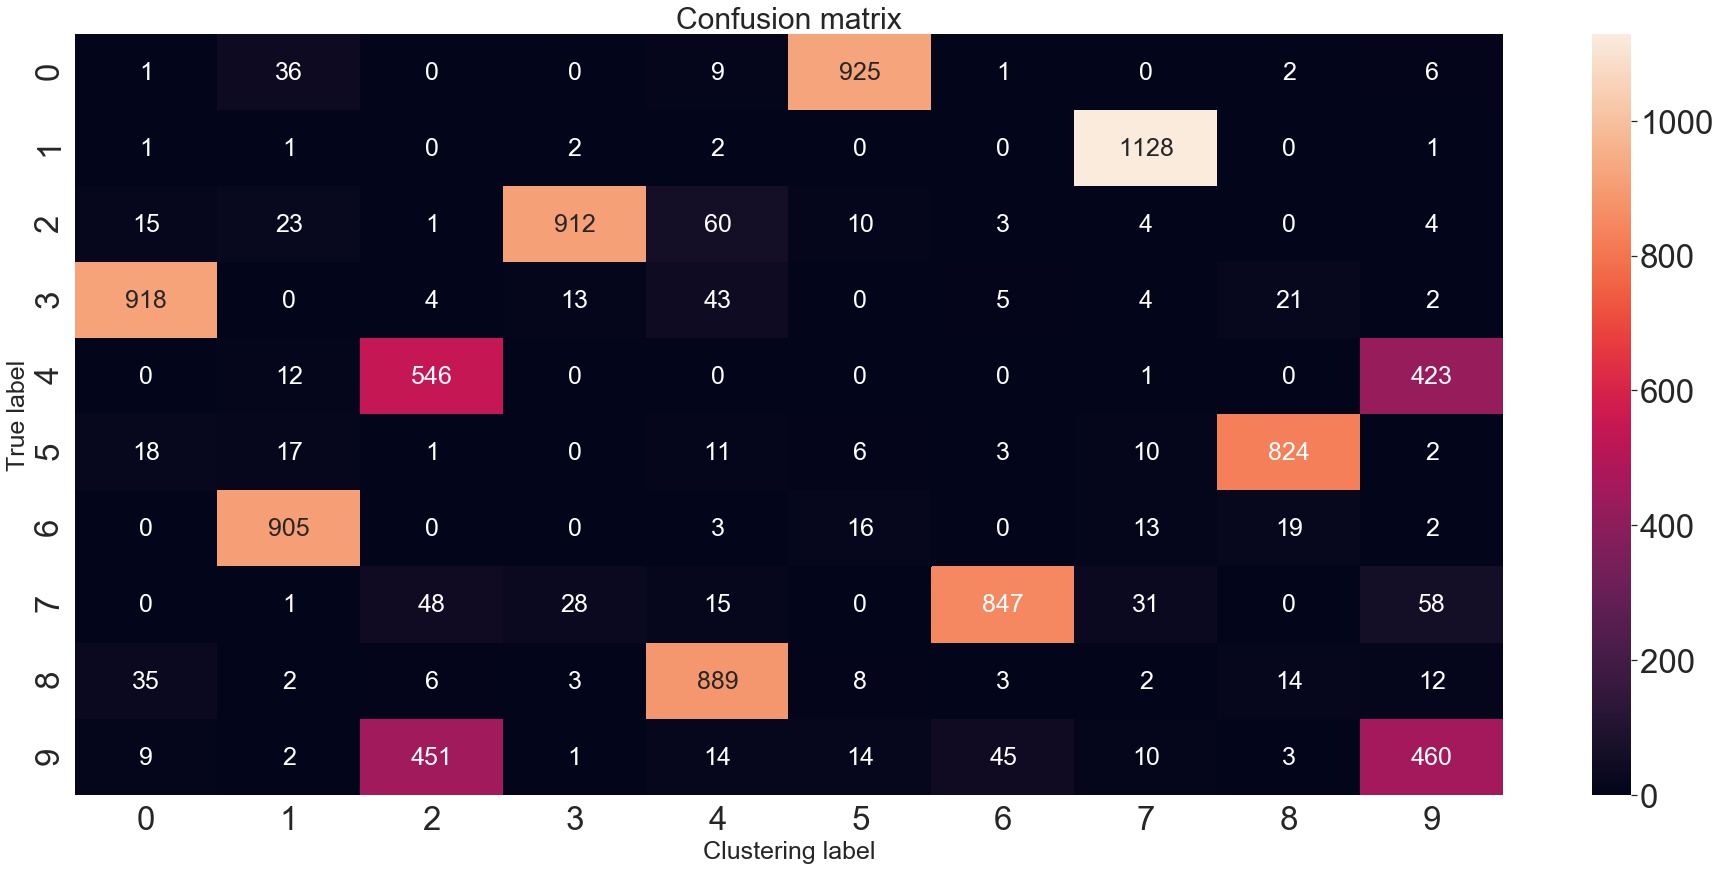 Confusion matrix
0 1 36 0 0 9 925 1 0 2 6
1 1 1 0 2 2 0 0 1128 0 1
2 15 23 1 912 60 10 3 4 0 4
3 918 0 4 13 43 0 5 4 21 2
4 0 12 546 0 0 0 0 1 0 423
5 18 17 1 0 11 6 3 10 824 2
6 0 905 0 0 3 16 0 13 19 2
7 0 1 48 28 15 0 847 31 0 58
8 35 2 6 3 889 8 3 2 14 12
9 9 2 451 1 14 14 45 10 3 460
0 1 2 3 4 5 6 7 8 9
Clustering label
True label
1000
800
600
400
200
0